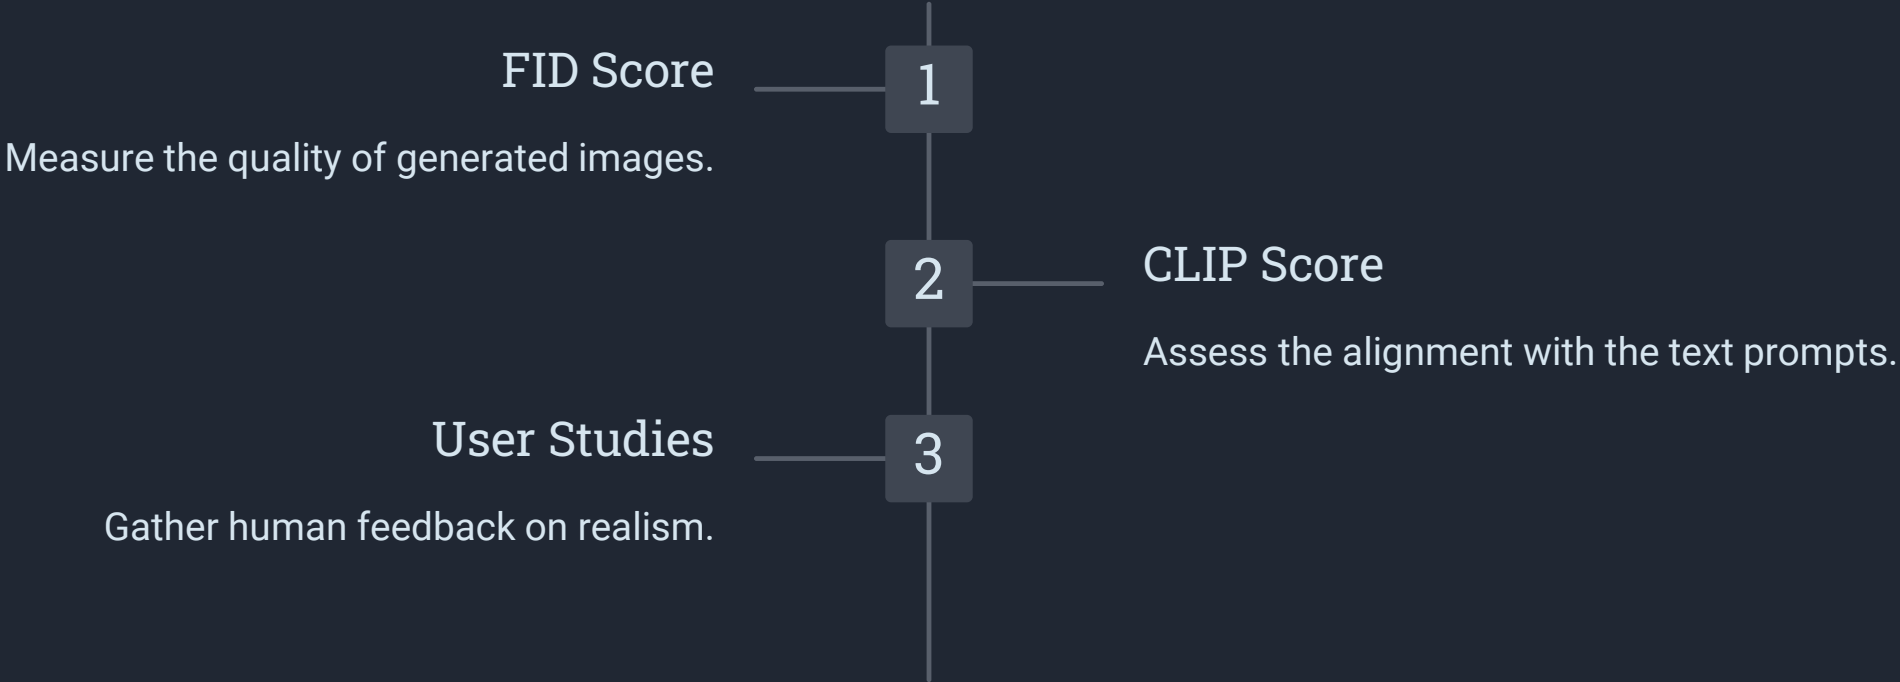 FID Score
1
Measure the quality of generated images.
2
CLIP Score
Assess the alignment with the text prompts.
User Studies
3
Gather human feedback on realism.